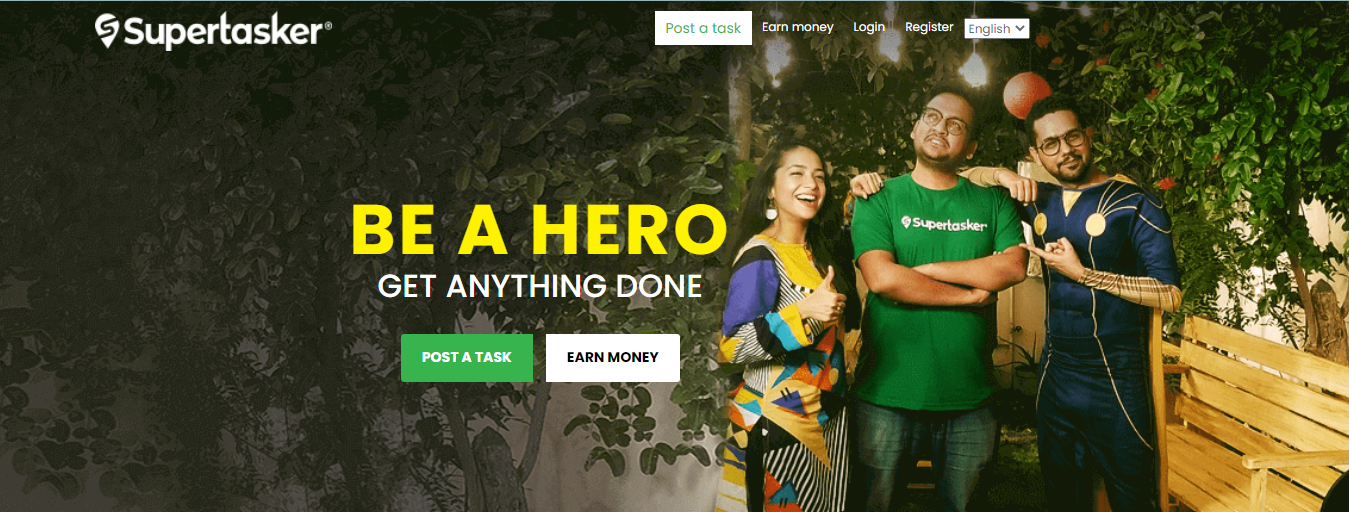 Supertasker®
Post a task
Earn money
Login
Register
English
BE A HERO
GET ANYTHING DONE
POST A TASK
EARN MONEY
Supertasker